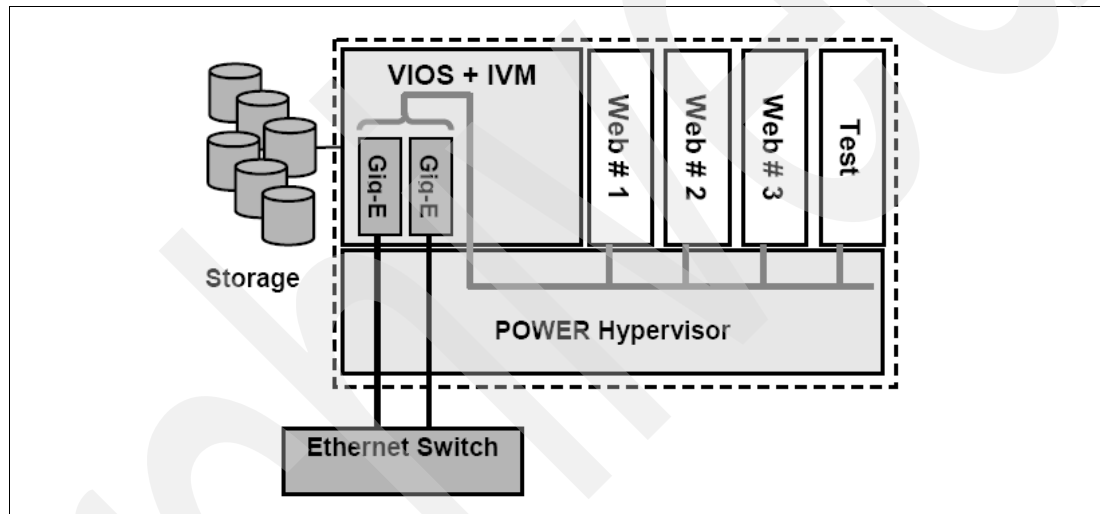 VIOS + IVM
Gig-E
Gig-E
Web # 1
Web # 2
Web # 3
Test
Storage
POWER Hypervisor
Ethernet Switch